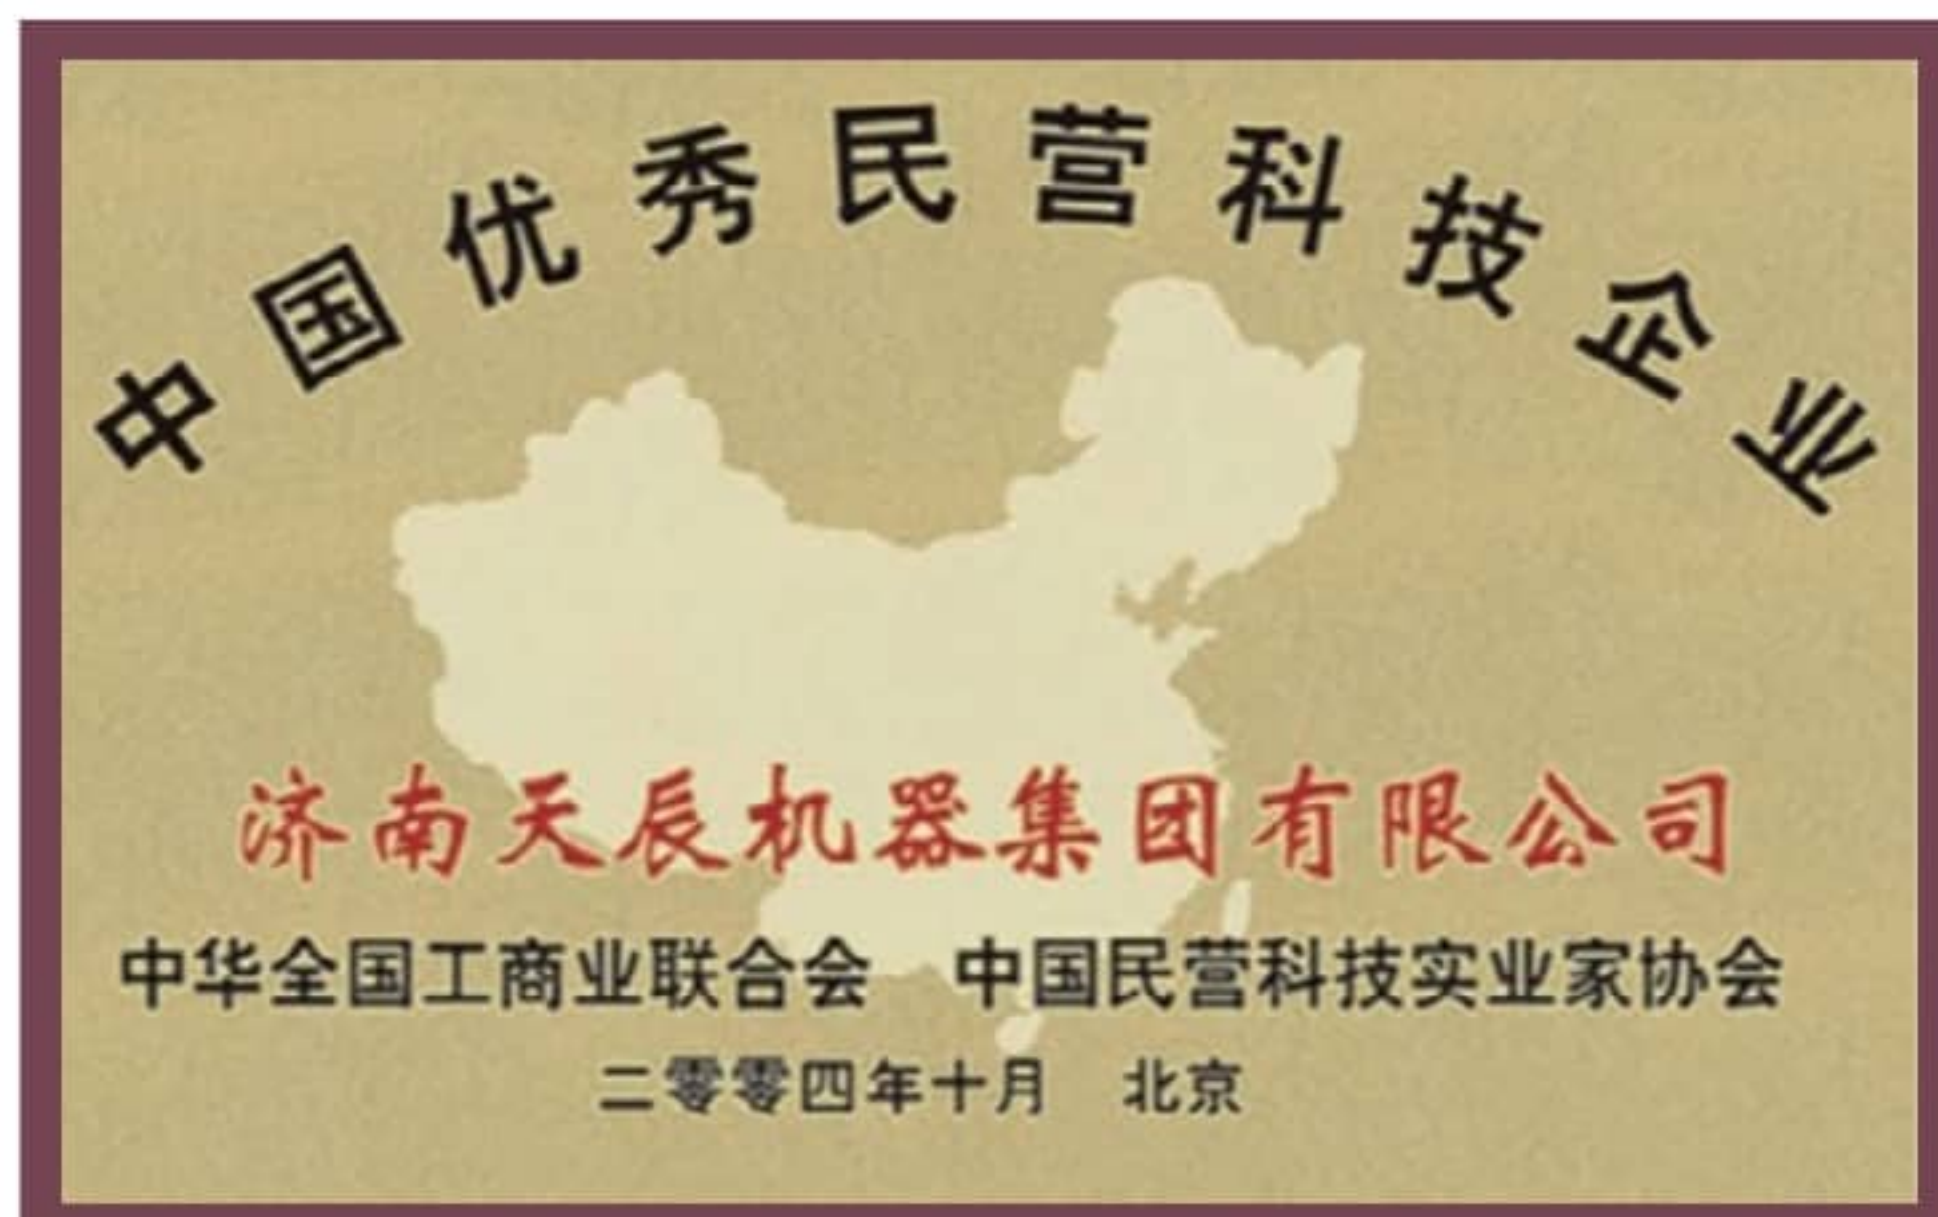 中国优秀民营科技企业
济南天辰机器集团有限公司
中华全国工商业联合会 中国民营科技实业家协会
二零零四年十月 北京